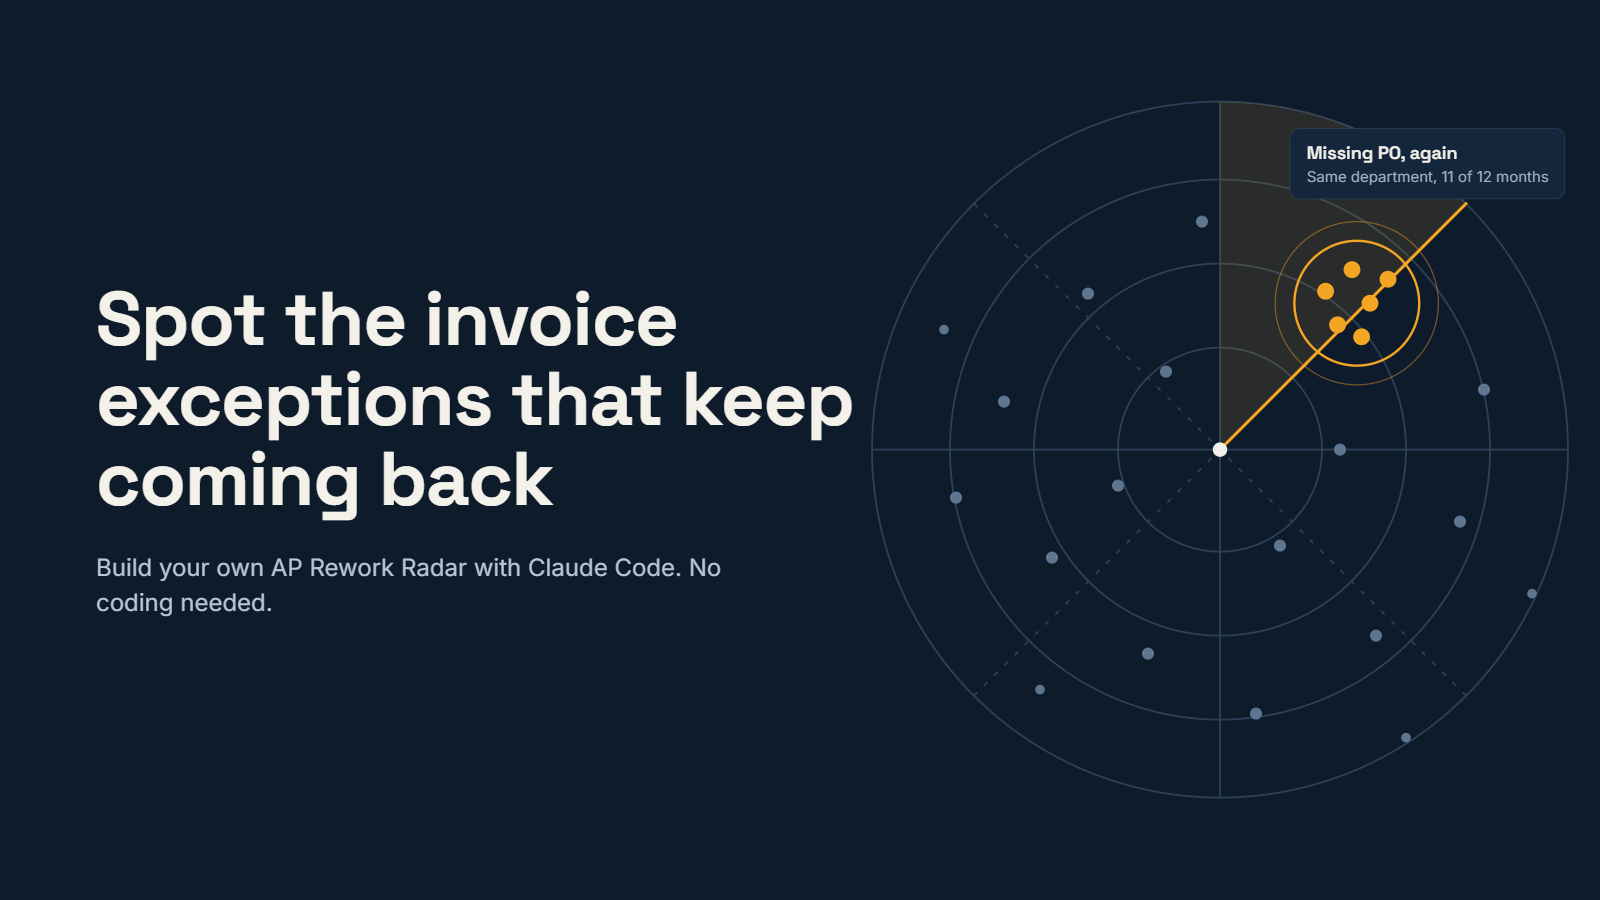 Spot the invoice
exceptions that keep
coming back
Build your own AP Rework Radar with Claude Code. No
coding needed.
Missing PO, again
Same department, 11 of 12 months